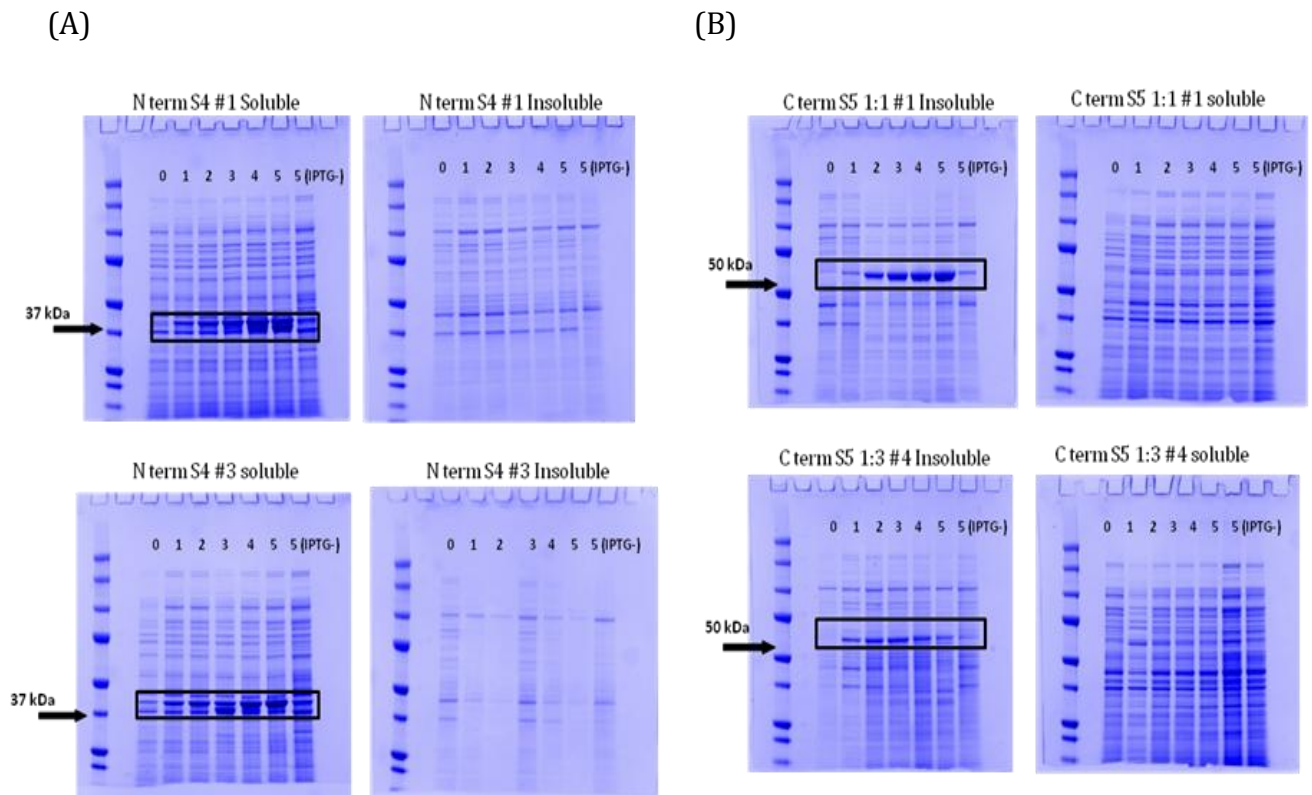 (A)
(B)
N term S4 #1 Soluble
0 1 2 3 4 5 5 (IPTG-)
37 kDa
N term S4 #1 Insoluble
0 1 2 3 4 5 5 (IPTG-)
C term S5 1:1 #1 Insoluble
0 1 2 3 4 5 5 (IPTG-)
50 kDa
C term S5 1:1 #1 soluble
0 1 2 3 4 5 5 (IPTG-)
N term S4 #3 soluble
0 1 2 3 4 5 5 (IPTG-)
37 kDa
N term S4 #3 Insoluble
0 1 2 3 4 5 5 (IPTG-)
C term S5 1:3 #4 Insoluble
0 1 2 3 4 5 5 (IPTG-)
50 kDa
C term S5 1:3 #4 soluble
0 1 2 3 4 5 5 (IPTG-)